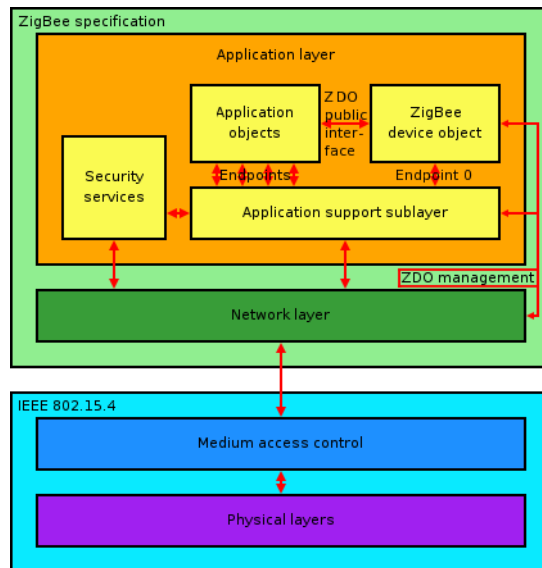 ZigBee specification
Application layer
Application
objects
ZDO
public
inter-
face
ZigBee
device object
Security
services
Endpoints
Endpoint 0
Application support sublayer
ZDO management
Network layer
IEEE 802.15.4
Medium access control
Physical layers